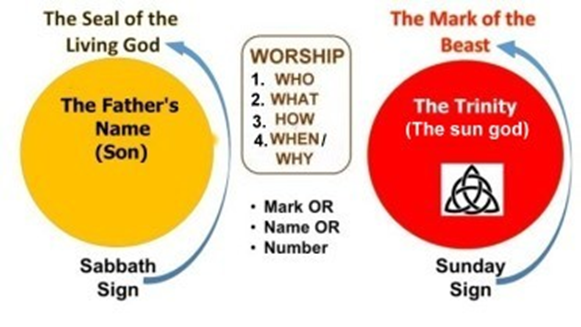 The Seal of the
Living God
The Father's
Name
(Son)
Sabbath
Sign
WORSHIP
1. WHO
2. WHAT
3. HOW
4. WHEN/
WHY
• Mark OR
• Name OR
• Number
The Mark of the
Beast
The Trinity
(The sun god)
Sunday
Sign